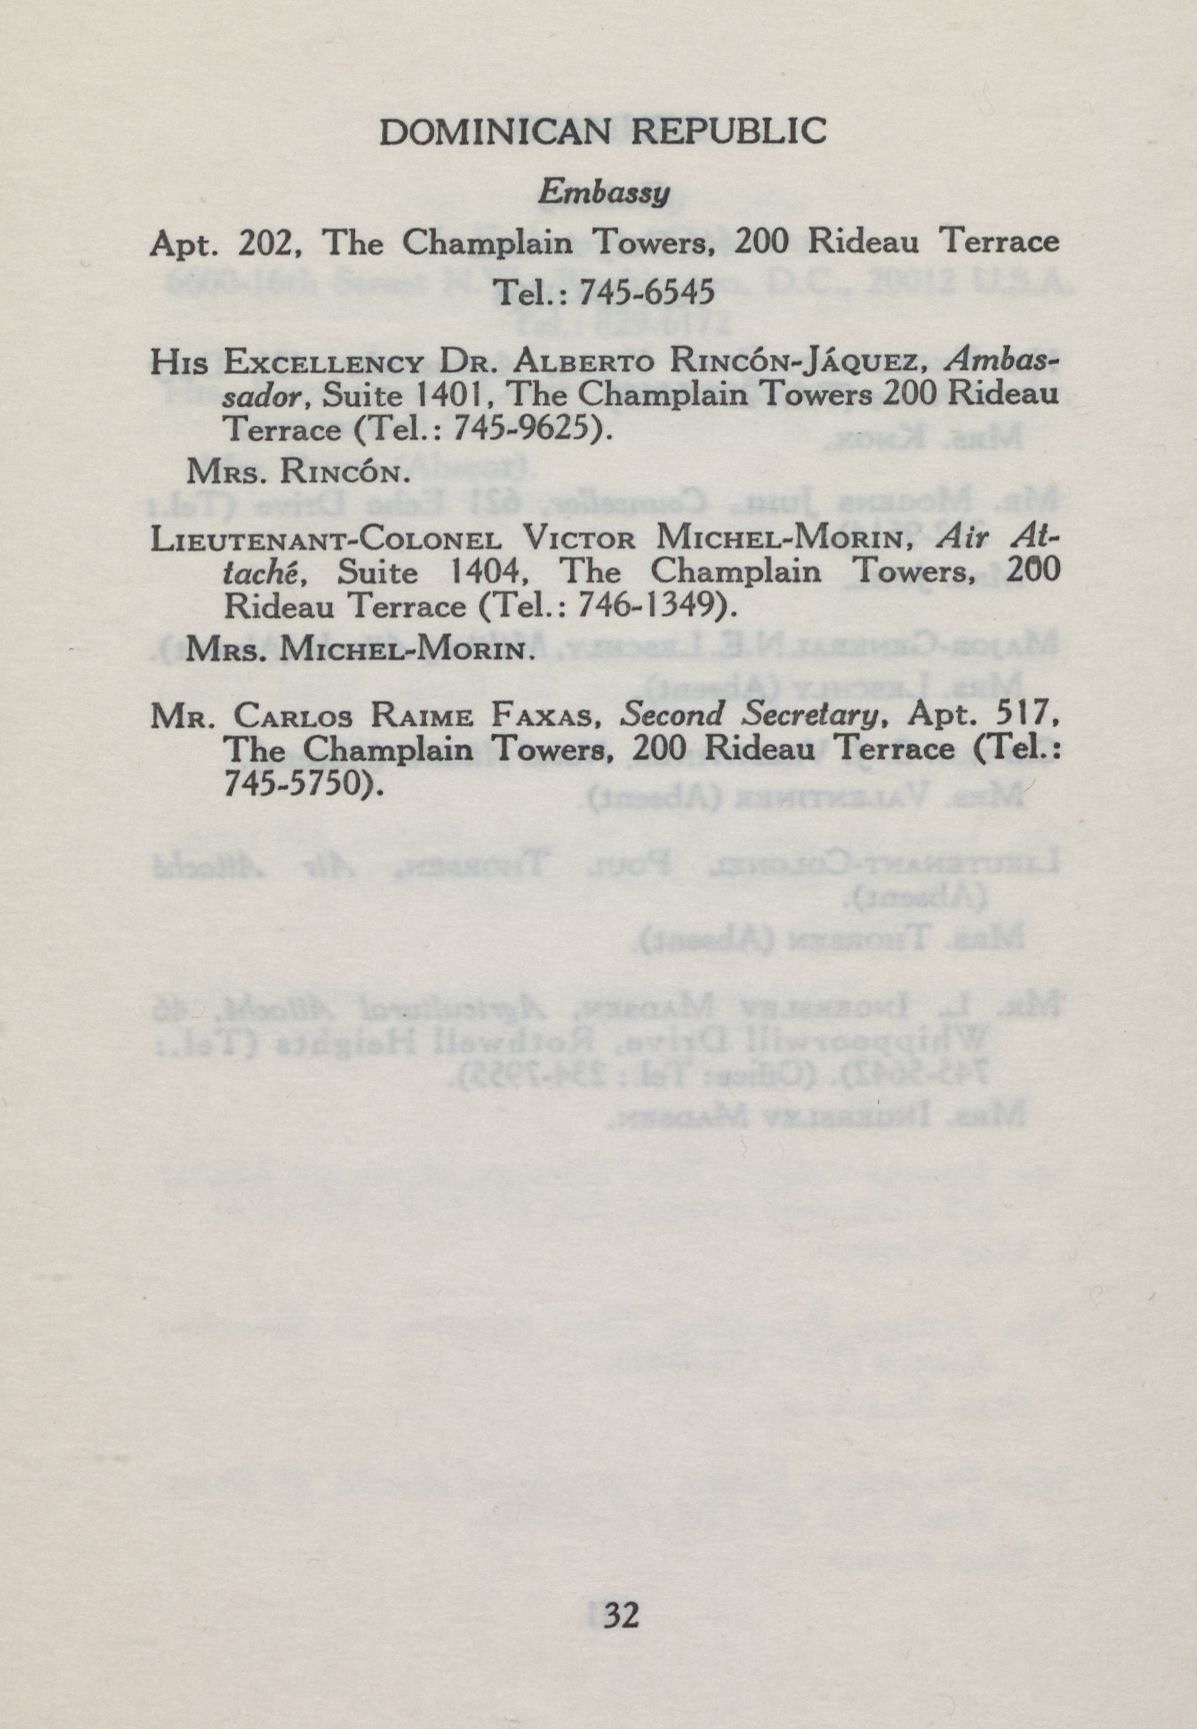 DOMINICAN REPUBLIC
Embassy
Apt. 202, The Champlain Towers, 200 Rideau Terrace
Tel.: 745-6545
His Excellency Dr. Alberto Rincón-Jáquez, Ambas-
sador, Suite 1401, The Champlain Towers 200 Rideau
Terrace (Tel.: 745-9625).
Mrs. Rincón.
Lieutenant-Colonel Victor Michel-Morin, Air At-
taché, Suite 1404, The Champlain Towers, 200
Rideau Terrace (Tel.: 746-1349).
Mrs. Michel-Morin.
Mr. Carlos Raime Faxas, Second Secretary, Apt. 517,
The Champlain Towers, 200 Rideau Terrace (Tel.:
745-5750).
32